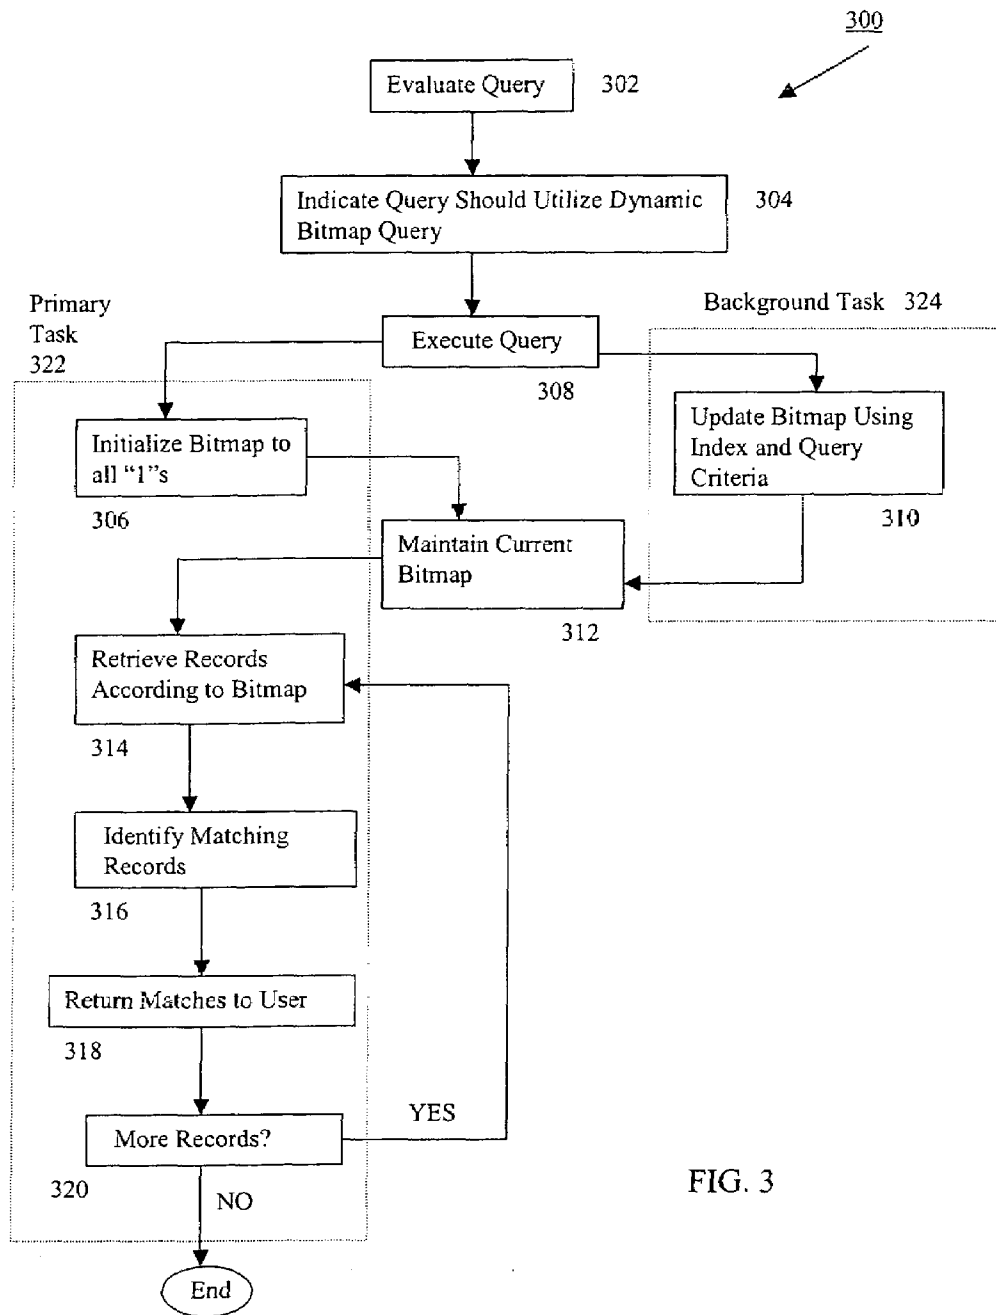 300
Evaluate Query 302
Indicate Query Should Utilize Dynamic
Bitmap Query
304
Primary
Task
322
Background Task 324
Execute Query
308
Initialize Bitmap to
all “1”s
306
Update Bitmap Using
Index and Query
Criteria
310
Maintain Current
Bitmap
312
Retrieve Records
According to Bitmap
314
Identify Matching
Records
316
Return Matches to User
318
YES
More Records?
320
NO
End
FIG. 3